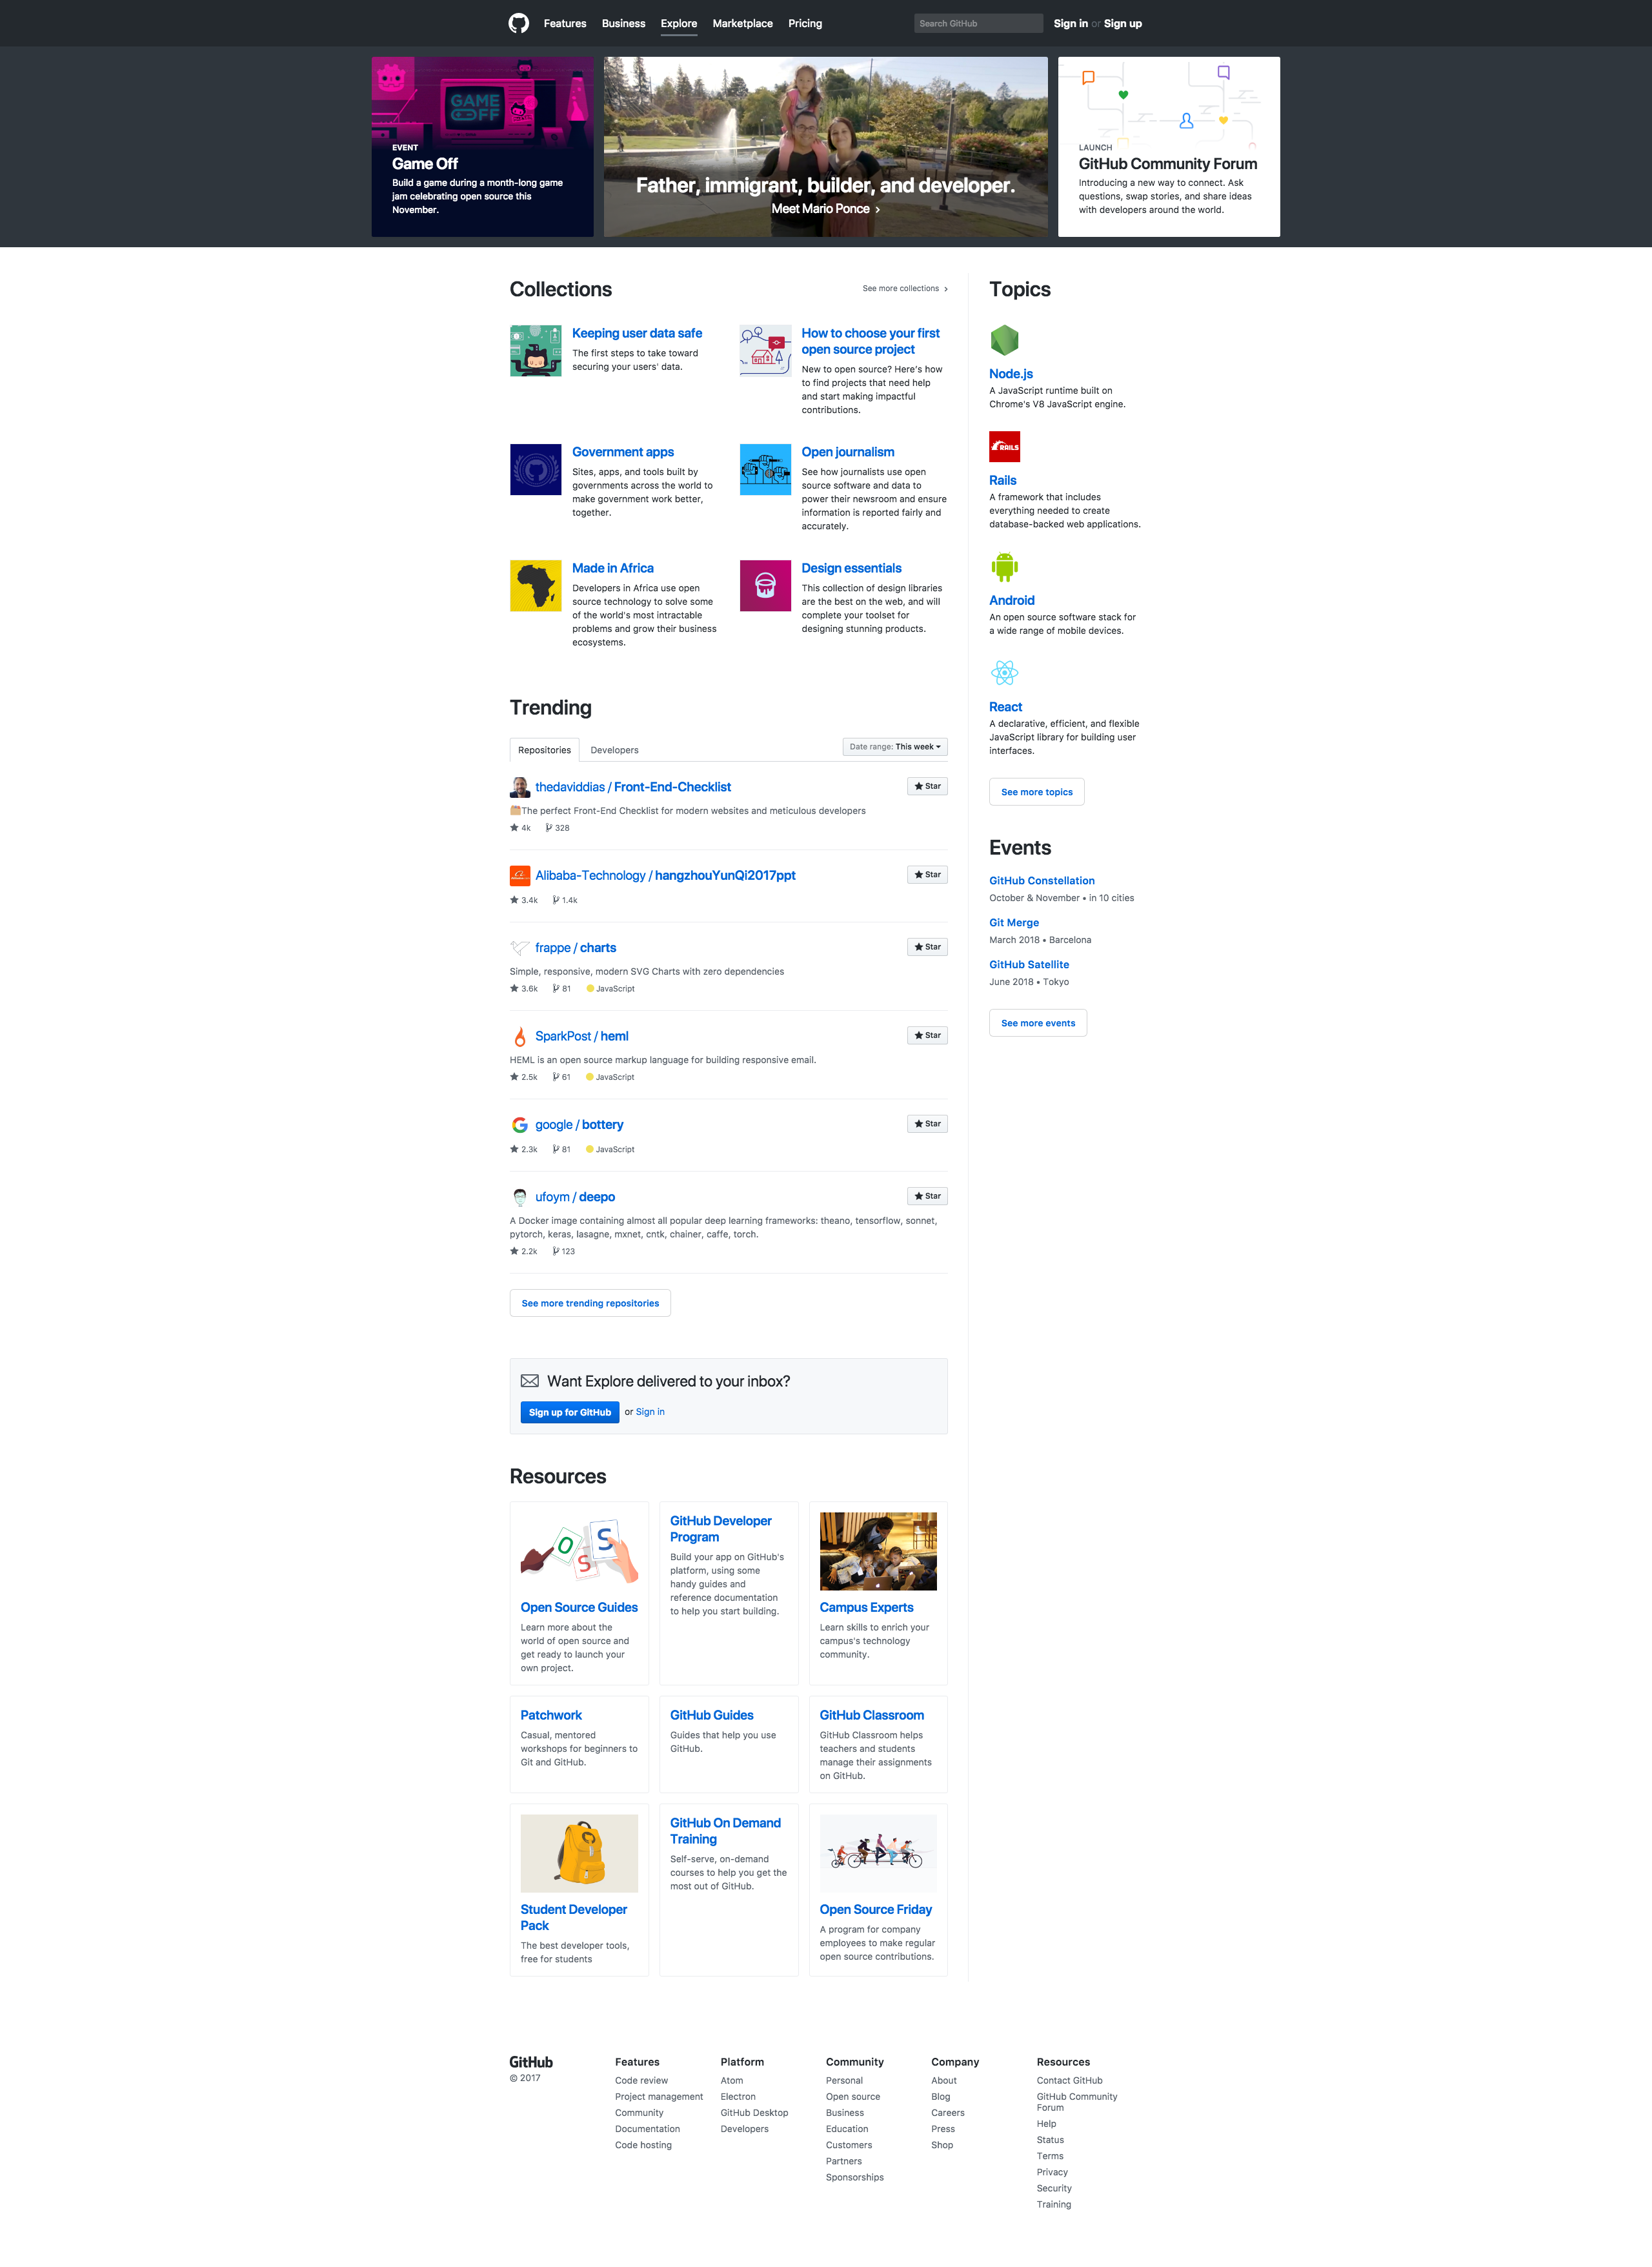 Features Business Explore Marketplace Pricing Search GitHub Sign in or Sign up
GAME
OFF
EVENT
Game Off
Build a game during a month-long game
jam celebrating open source this
November.
Father, immigrant, builder, and developer.
Meet Mario Ponce
LAUNCH
GitHub Community Forum
Introducing a new way to connect. Ask
questions, swap stories, and share ideas
with developers around the world.
Collections
See more collections
Keeping user data safe
The first steps to take toward
securing your users' data.
How to choose your first
open source project
New to open source? Here's how
to find projects that need help
and start making impactful
contributions.
Government apps
Sites, apps, and tools built by
governments across the world to
make government work better,
together.
Open journalism
See how journalists use open
source software and data to
power their newsroom and ensure
information is reported fairly and
accurately.
Made in Africa
Developers in Africa use open
source technology to solve some
of the world's most intractable
problems and grow their business
ecosystems.
Design essentials
This collection of design libraries
are the best on the web, and will
complete your toolset for
designing stunning products.
Trending
Repositories Developers Date range: This week
thedaviddias / Front-End-Checklist Star
The perfect Front-End Checklist for modern websites and meticulous developers
4k 328
Alibaba-Technology / hangzhouYunQi2017ppt Star
3.4k 1.4k
frappe / charts Star
Simple, responsive, modern SVG Charts with zero dependencies
3.6k 81 JavaScript
SparkPost / heml Star
HEML is an open source markup language for building responsive email.
2.5k 61 JavaScript
google / bottery Star
2.3k 81 JavaScript
ufoym / deepo Star
A Docker image containing almost all popular deep learning frameworks: theano, tensorflow, sonnet,
pytorch, keras, lasagne, mxnet, cntk, chainer, caffe, torch.
2.2k 123
See more trending repositories
Want Explore delivered to your inbox?
Sign up for GitHub or Sign in
Topics
Node.js
A JavaScript runtime built on
Chrome's V8 JavaScript engine.
RAILS
Rails
A framework that includes
everything needed to create
database-backed web applications.
Android
An open source software stack for
a wide range of mobile devices.
React
A declarative, efficient, and flexible
JavaScript library for building user
interfaces.
See more topics
Events
GitHub Constellation
October & November • in 10 cities
Git Merge
March 2018 • Barcelona
GitHub Satellite
June 2018 • Tokyo
See more events
Resources
O S S
Open Source Guides
Learn more about the
world of open source and
get ready to launch your
own project.
GitHub Developer
Program
Build your app on GitHub's
platform, using some
handy guides and
reference documentation
to help you start building.
Campus Experts
Learn skills to enrich your
campus's technology
community.
Patchwork
Casual, mentored
workshops for beginners to
Git and GitHub.
GitHub Guides
Guides that help you use
GitHub.
GitHub Classroom
GitHub Classroom helps
teachers and students
manage their assignments
on GitHub.
Student Developer
Pack
The best developer tools,
free for students
GitHub On Demand
Training
Self-serve, on-demand
courses to help you get the
most out of GitHub.
Open Source Friday
A program for company
employees to make regular
open source contributions.
GitHub
© 2017
Features
Code review
Project management
Community
Documentation
Code hosting
Platform
Atom
Electron
GitHub Desktop
Developers
Community
Personal
Open source
Business
Education
Customers
Partners
Sponsorships
Company
About
Blog
Careers
Press
Shop
Resources
Contact GitHub
GitHub Community
Forum
Help
Status
Terms
Privacy
Security
Training